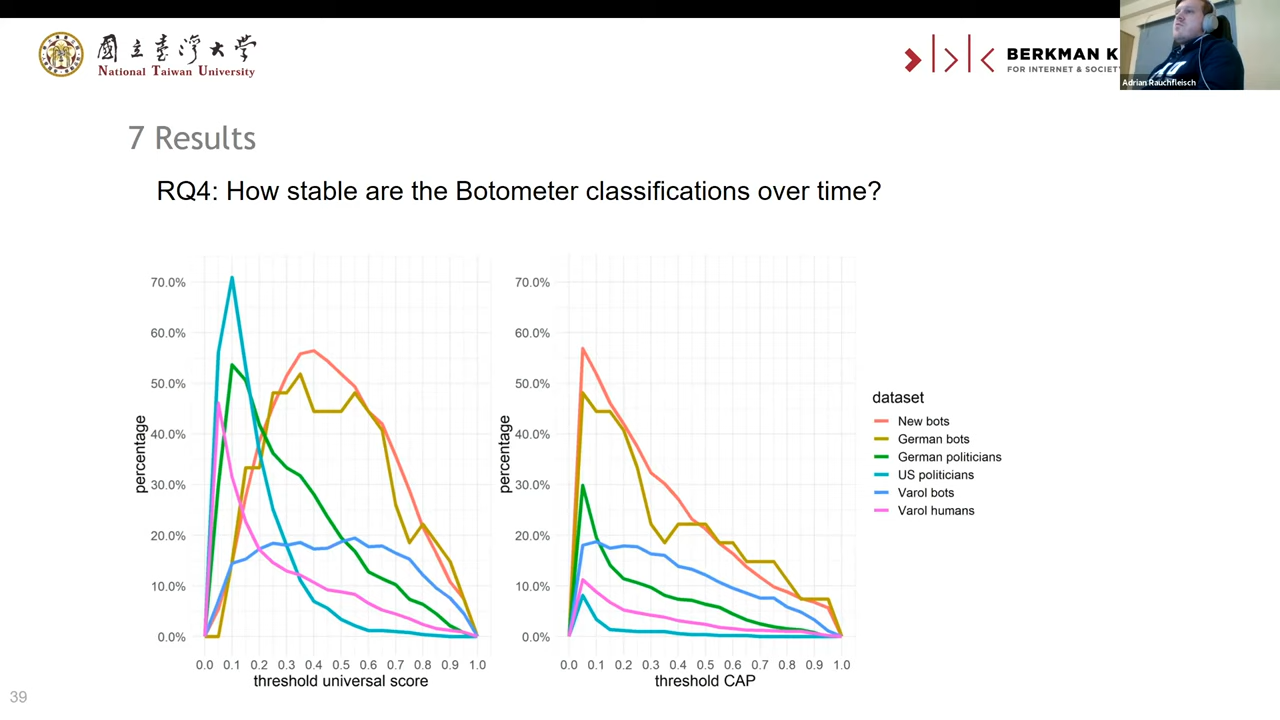 國立臺灣大學
National Taiwan University
BERKMAN K
FOR INTERNET & SOCIETY
Adrian Rauchfleisch
7 Results
RQ4: How stable are the Botometer classifications over time?
percentage
70.0%
60.0%
50.0%
40.0%
30.0%
20.0%
10.0%
0.0%
0.0 0.1 0.2 0.3 0.4 0.5 0.6 0.7 0.8 0.9 1.0
threshold universal score
percentage
70.0%
60.0%
50.0%
40.0%
30.0%
20.0%
10.0%
0.0%
0.0 0.1 0.2 0.3 0.4 0.5 0.6 0.7 0.8 0.9 1.0
threshold CAP
dataset
New bots
German bots
German politicians
US politicians
Varol bots
Varol humans
39